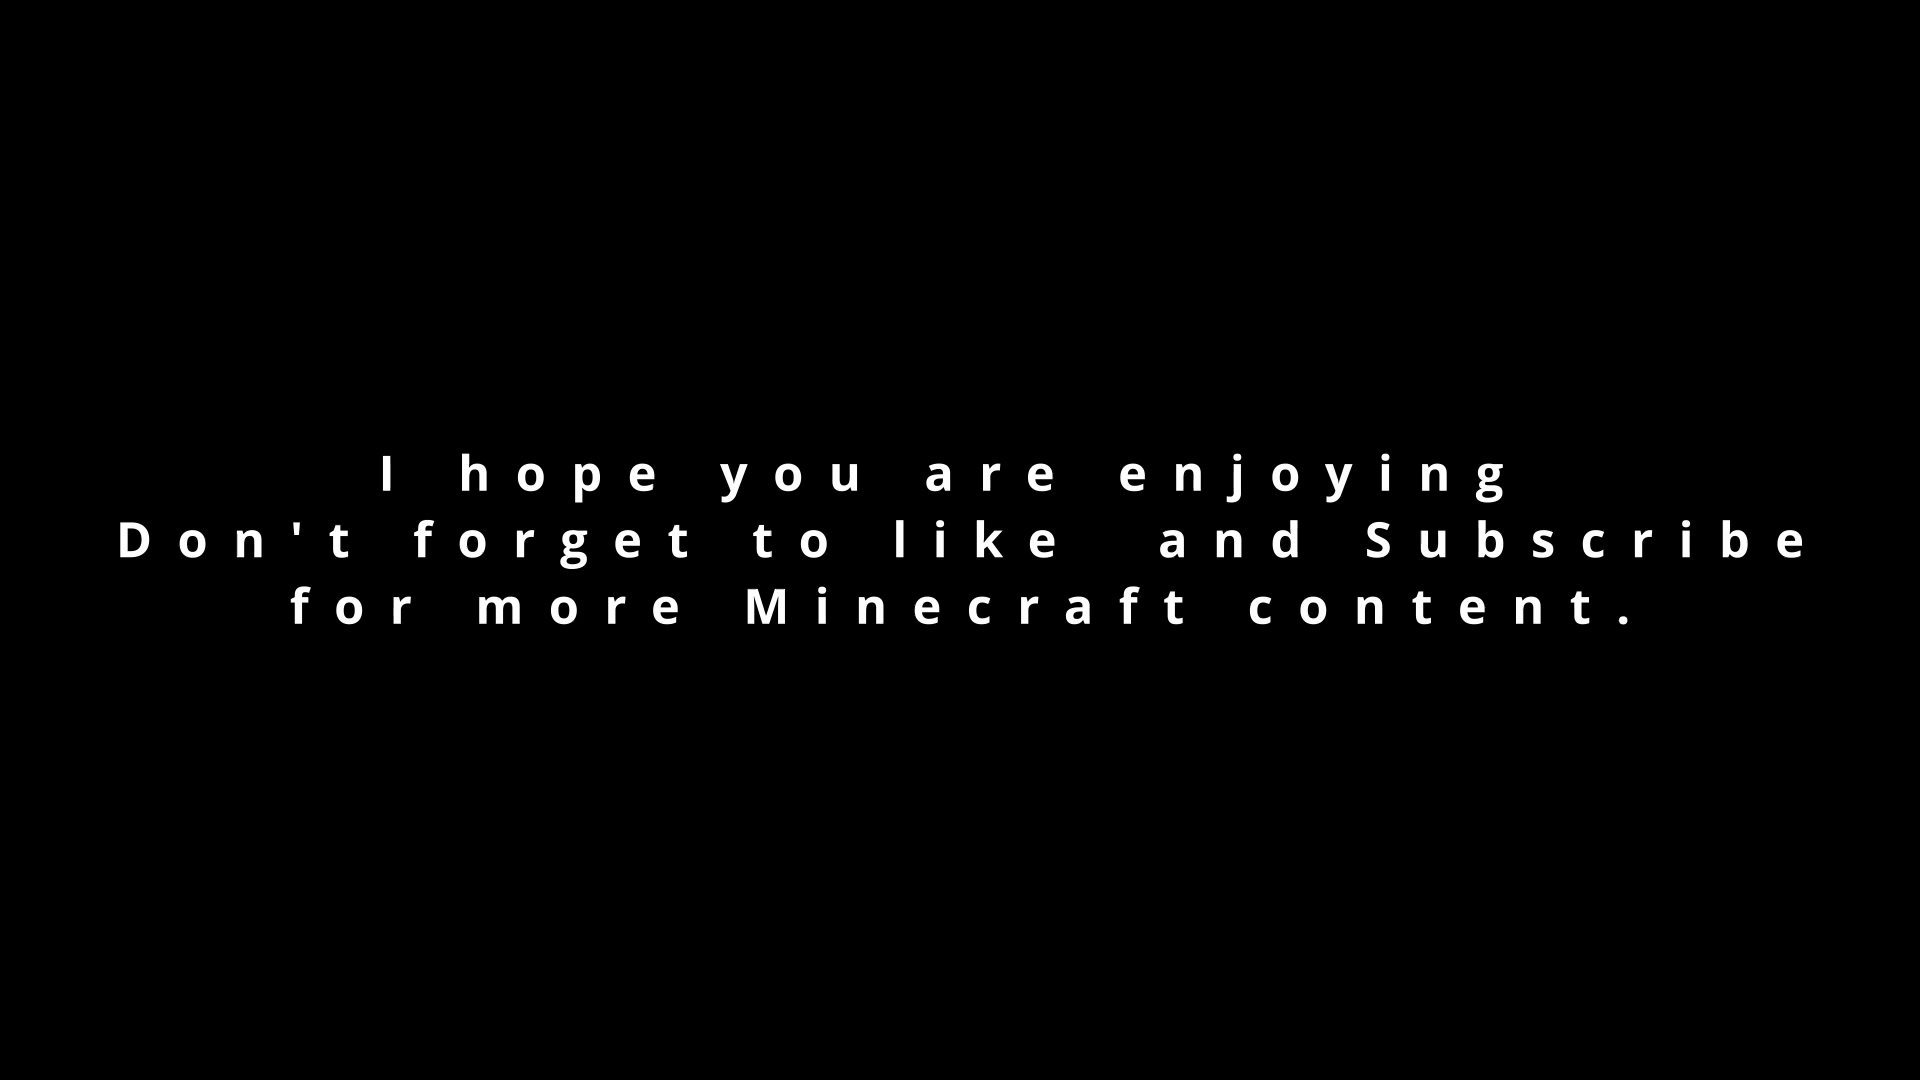 I hope you are enjoying
Don't forget to like  and Subscribe
for more Minecraft content.